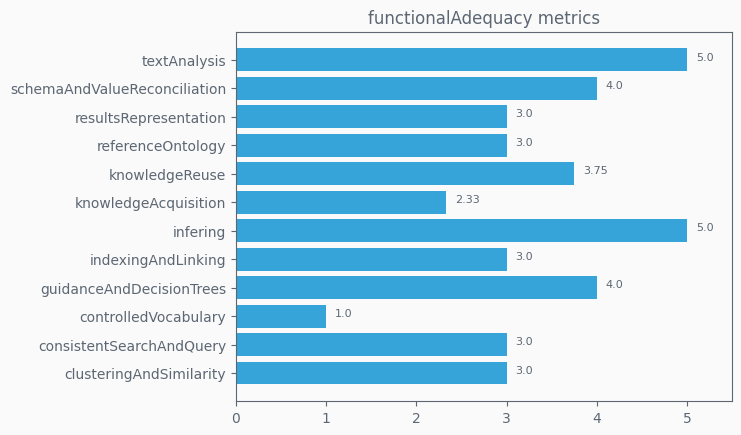 functionalAdequacy metrics
textAnalysis 5.0
schemaAndValueReconciliation 4.0
resultsRepresentation 3.0
referenceOntology 3.0
knowledgeReuse 3.75
knowledgeAcquisition 2.33
infering 5.0
indexingAndLinking 3.0
guidanceAndDecisionTrees 4.0
controlledVocabulary 1.0
consistentSearchAndQuery 3.0
clusteringAndSimilarity 3.0
0 1 2 3 4 5